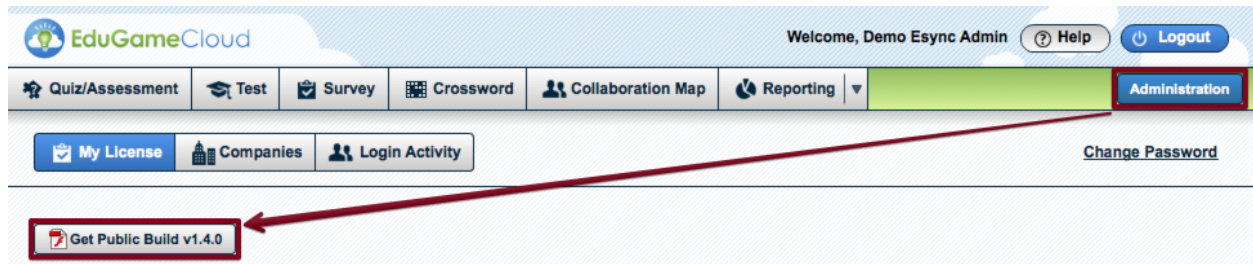 EduGameCloud
Welcome, Demo Esync Admin Help Logout
Quiz/Assessment Test Survey Crossword Collaboration Map Reporting Administration
My License Companies Login Activity Change Password
Get Public Build v1.4.0